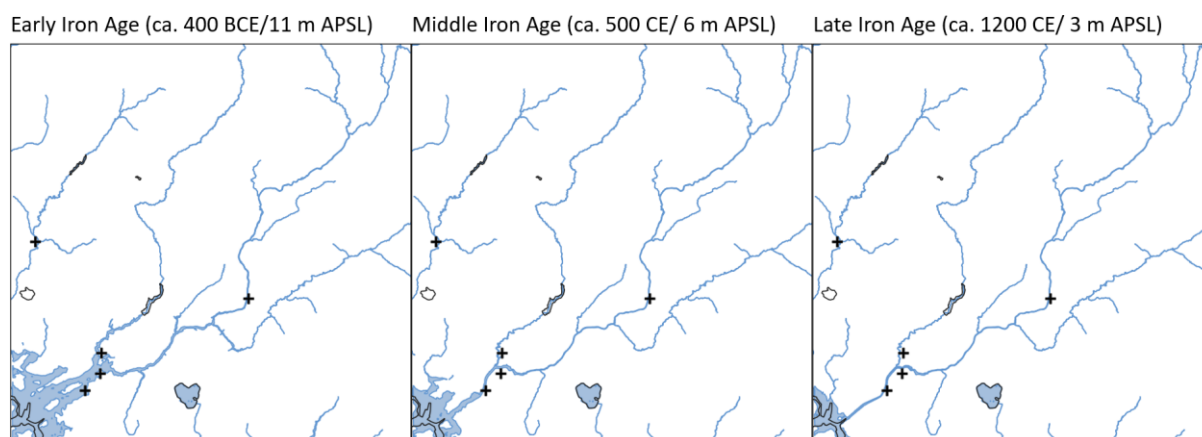 Early Iron Age (ca. 400 BCE/11 m APSL)
Middle Iron Age (ca. 500 CE/ 6 m APSL)
Late Iron Age (ca. 1200 CE/ 3 m APSL)